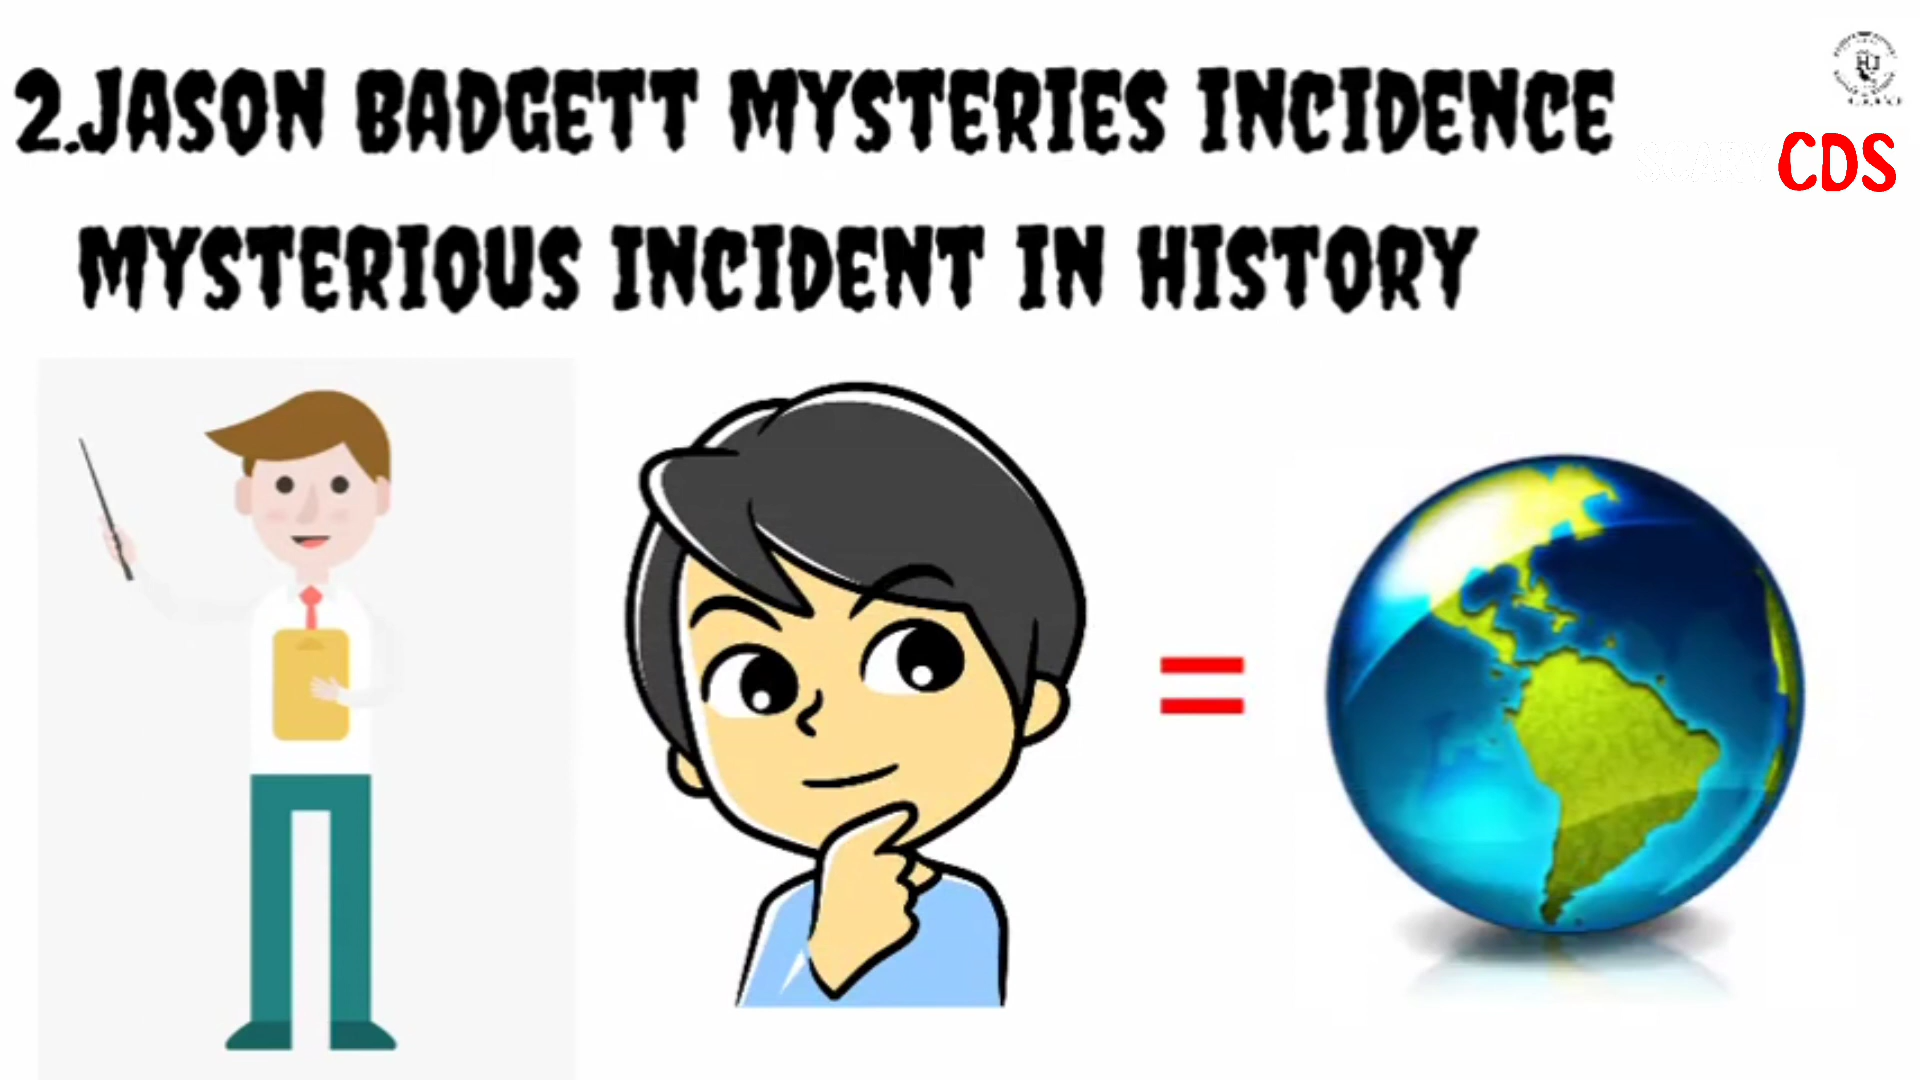 2.JASON BADGETT MYSTERIES INCIDENCE
CDS
MYSTERIOUS INCIDENT IN HISTORY